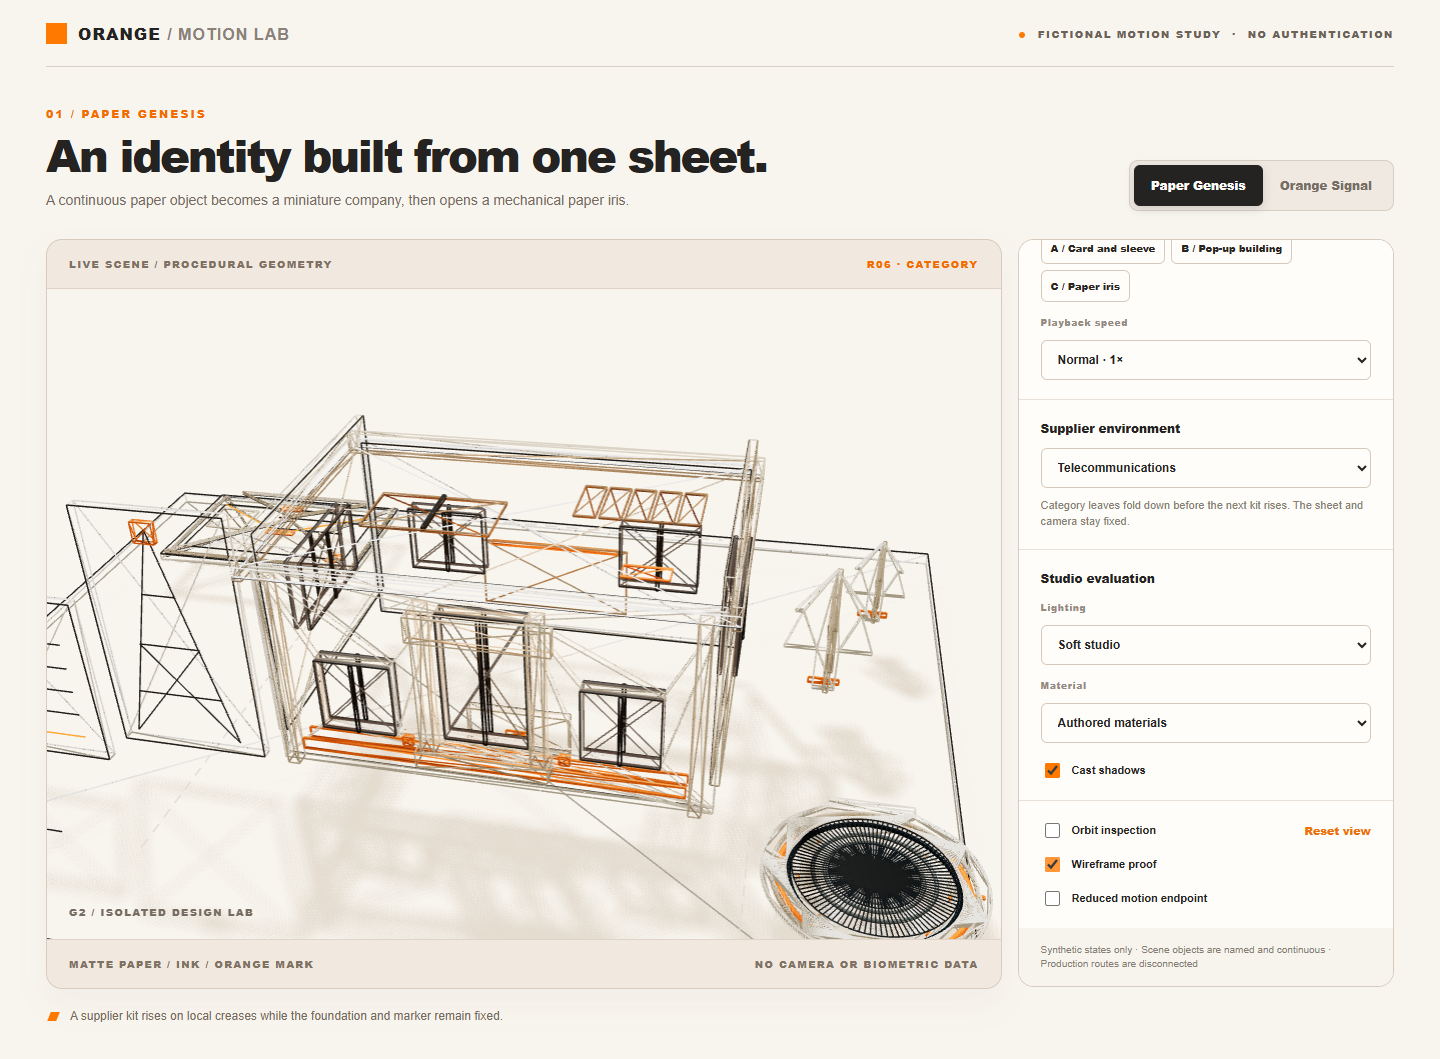 ORANGE / MOTION LAB
FICTIONAL MOTION STUDY · NO AUTHENTICATION
01 / PAPER GENESIS
An identity built from one sheet.
A continuous paper object becomes a miniature company, then opens a mechanical paper iris.
Paper Genesis
Orange Signal
LIVE SCENE / PROCEDURAL GEOMETRY
R06 · CATEGORY
G2 / ISOLATED DESIGN LAB
MATTE PAPER / INK / ORANGE MARK
NO CAMERA OR BIOMETRIC DATA
A supplier kit rises on local creases while the foundation and marker remain fixed.
A / Card and sleeve
B / Pop-up building
C / Paper iris
Playback speed
Normal · 1×
Supplier environment
Telecommunications
Category leaves fold down before the next kit rises. The sheet and
camera stay fixed.
Studio evaluation
Lighting
Soft studio
Material
Authored materials
Cast shadows
Orbit inspection
Reset view
Wireframe proof
Reduced motion endpoint
Synthetic states only · Scene objects are named and continuous ·
Production routes are disconnected